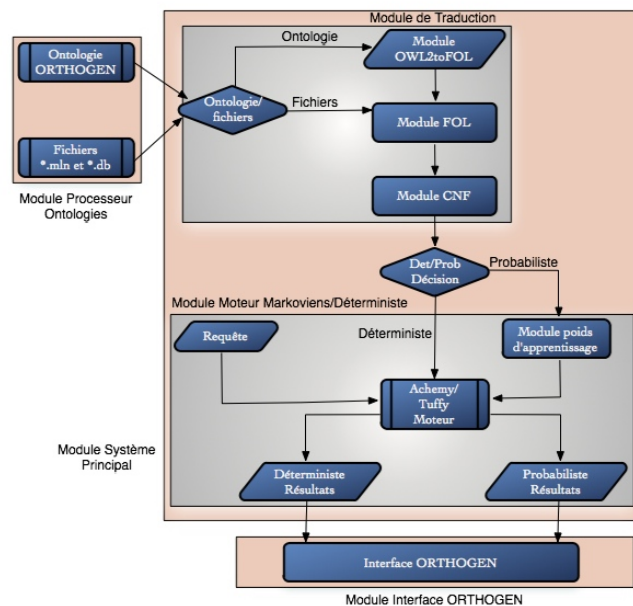 Module de Traduction
Ontologie
ORTHOGEN
Ontologie
Module
OWL2toFOL
Ontologie/
fichiers
Fichiers
Module FOL
Fichiers
*.mln et *.db
Module Processeur
Ontologies
Module CNF
Det/Prob
Décision
Probabiliste
Module Moteur Markoviens/Déterministe
Requête
Déterministe
Module poids
d'apprentissage
Achemy/
Tuffy
Moteur
Module Système
Principal
Déterministe
Résultats
Probabiliste
Résultats
Interface ORTHOGEN
Module Interface ORTHOGEN